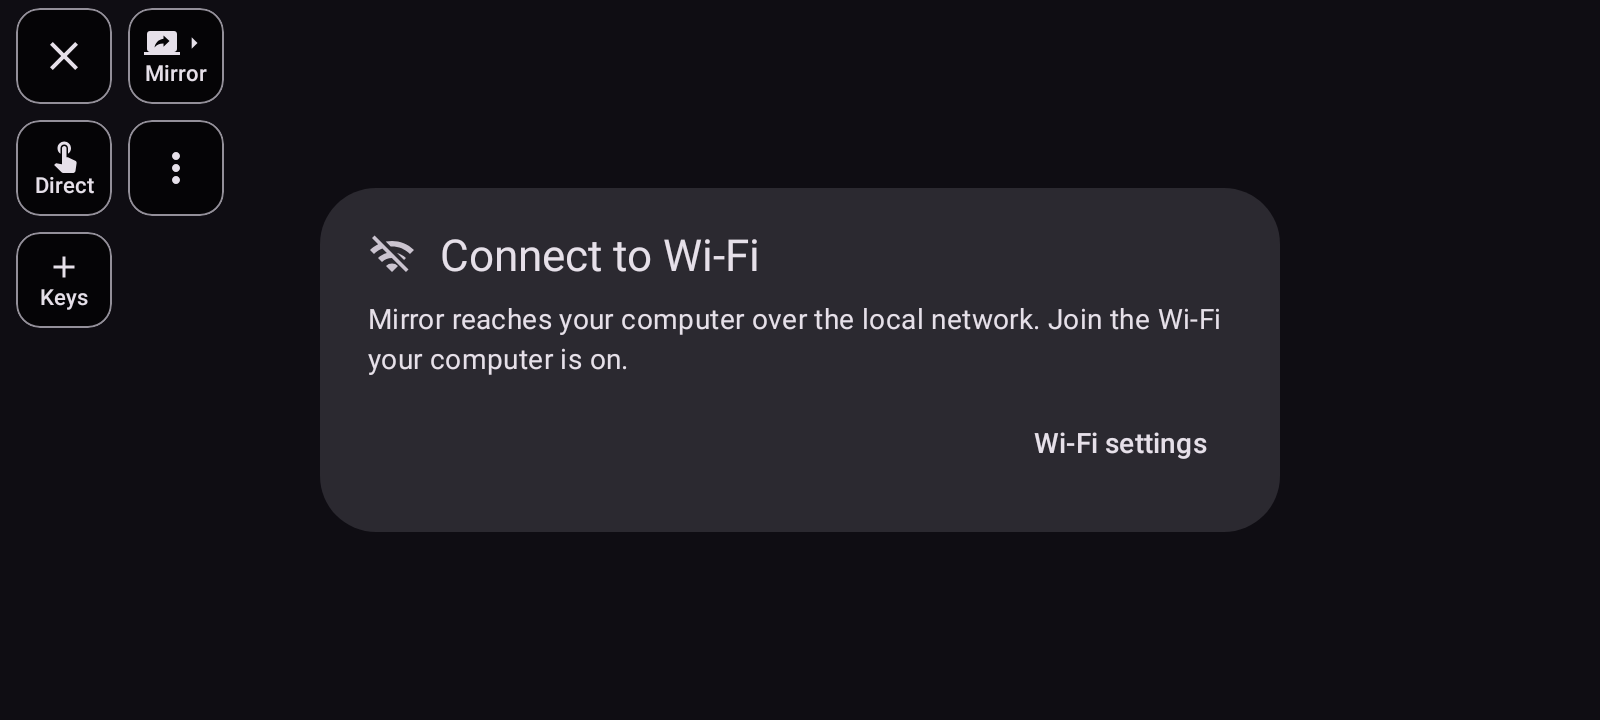 Mirror
Direct
Keys
Connect to Wi-Fi
Mirror reaches your computer over the local network. Join the Wi-Fi
your computer is on.
Wi-Fi settings